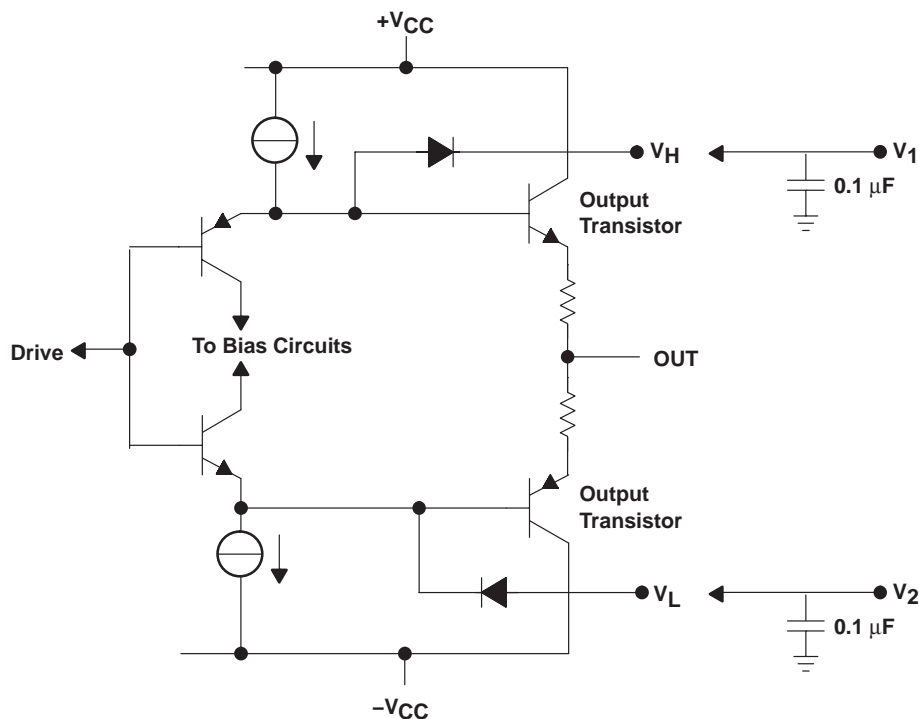 +VCC
VH
V1
0.1 μF
Output
Transistor
Drive
To Bias Circuits
OUT
Output
Transistor
VL
V2
0.1 μF
–VCC